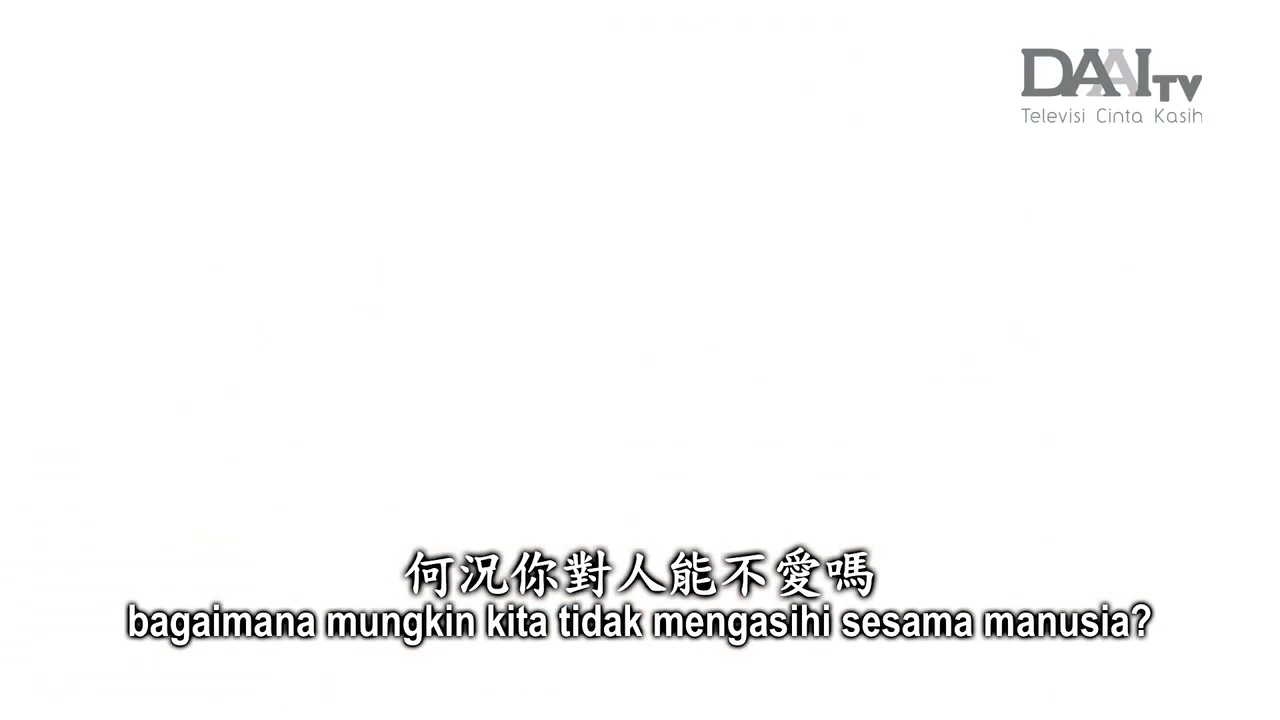 DAAI TV
Televisi Cinta Kasih
何況你對人能不愛嗎
bagaimana mungkin kita tidak mengasihi sesama manusia?